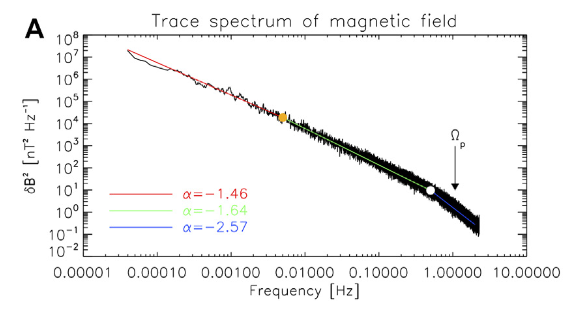 A
Trace spectrum of magnetic field
δB² [nT² Hz⁻¹]
10⁸
10⁷
10⁶
10⁵
10⁴
10³
10²
10¹
10⁰
10⁻¹
10⁻²
Ωp
α=−1.46
α=−1.64
α=−2.57
0.00001 0.00010 0.00100 0.01000 0.10000 1.00000 10.00000
Frequency [Hz]